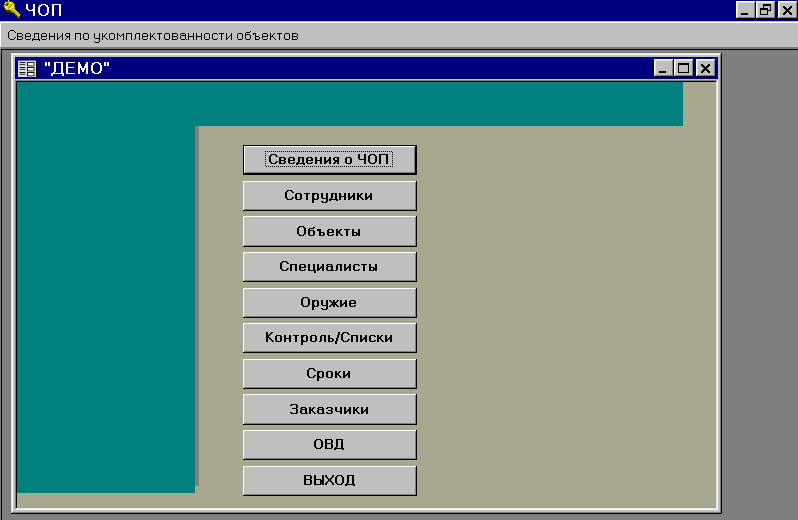 ЧОП
Сведения по укомплектованности объектов
"ДЕМО"
Сведения о ЧОП
Сотрудники
Объекты
Специалисты
Оружие
Контроль/Списки
Сроки
Заказчики
ОВД
ВЫХОД